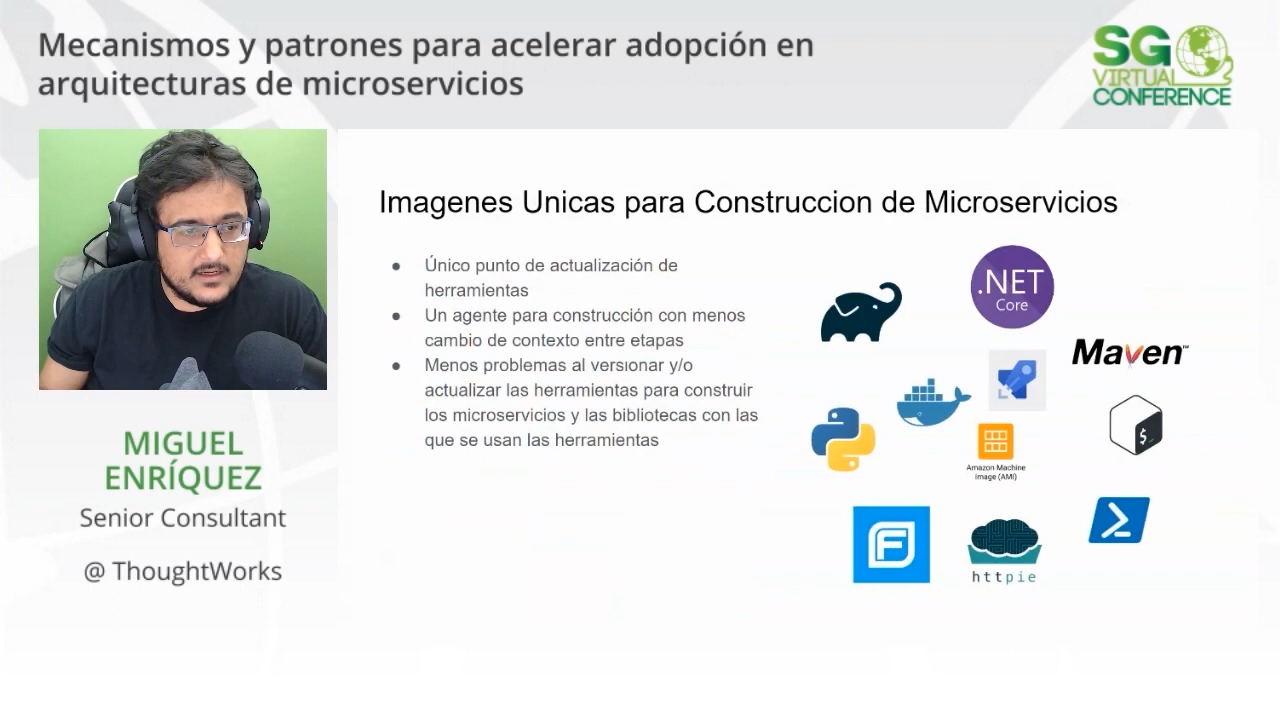 Mecanismos y patrones para acelerar adopción en
arquitecturas de microservicios
SG
VIRTUAL
CONFERENCE
MIGUEL
ENRÍQUEZ
Senior Consultant
@ ThoughtWorks
Imagenes Unicas para Construccion de Microservicios
Único punto de actualización de
herramientas
Un agente para construcción con menos
cambio de contexto entre etapas
Menos problemas al versionar y/o
actualizar las herramientas para construir
los microservicios y las bibliotecas con las
que se usan las herramientas
.NET
Core
Maven™
$_
Amazon Machine
Image (AMI)
F
httpie